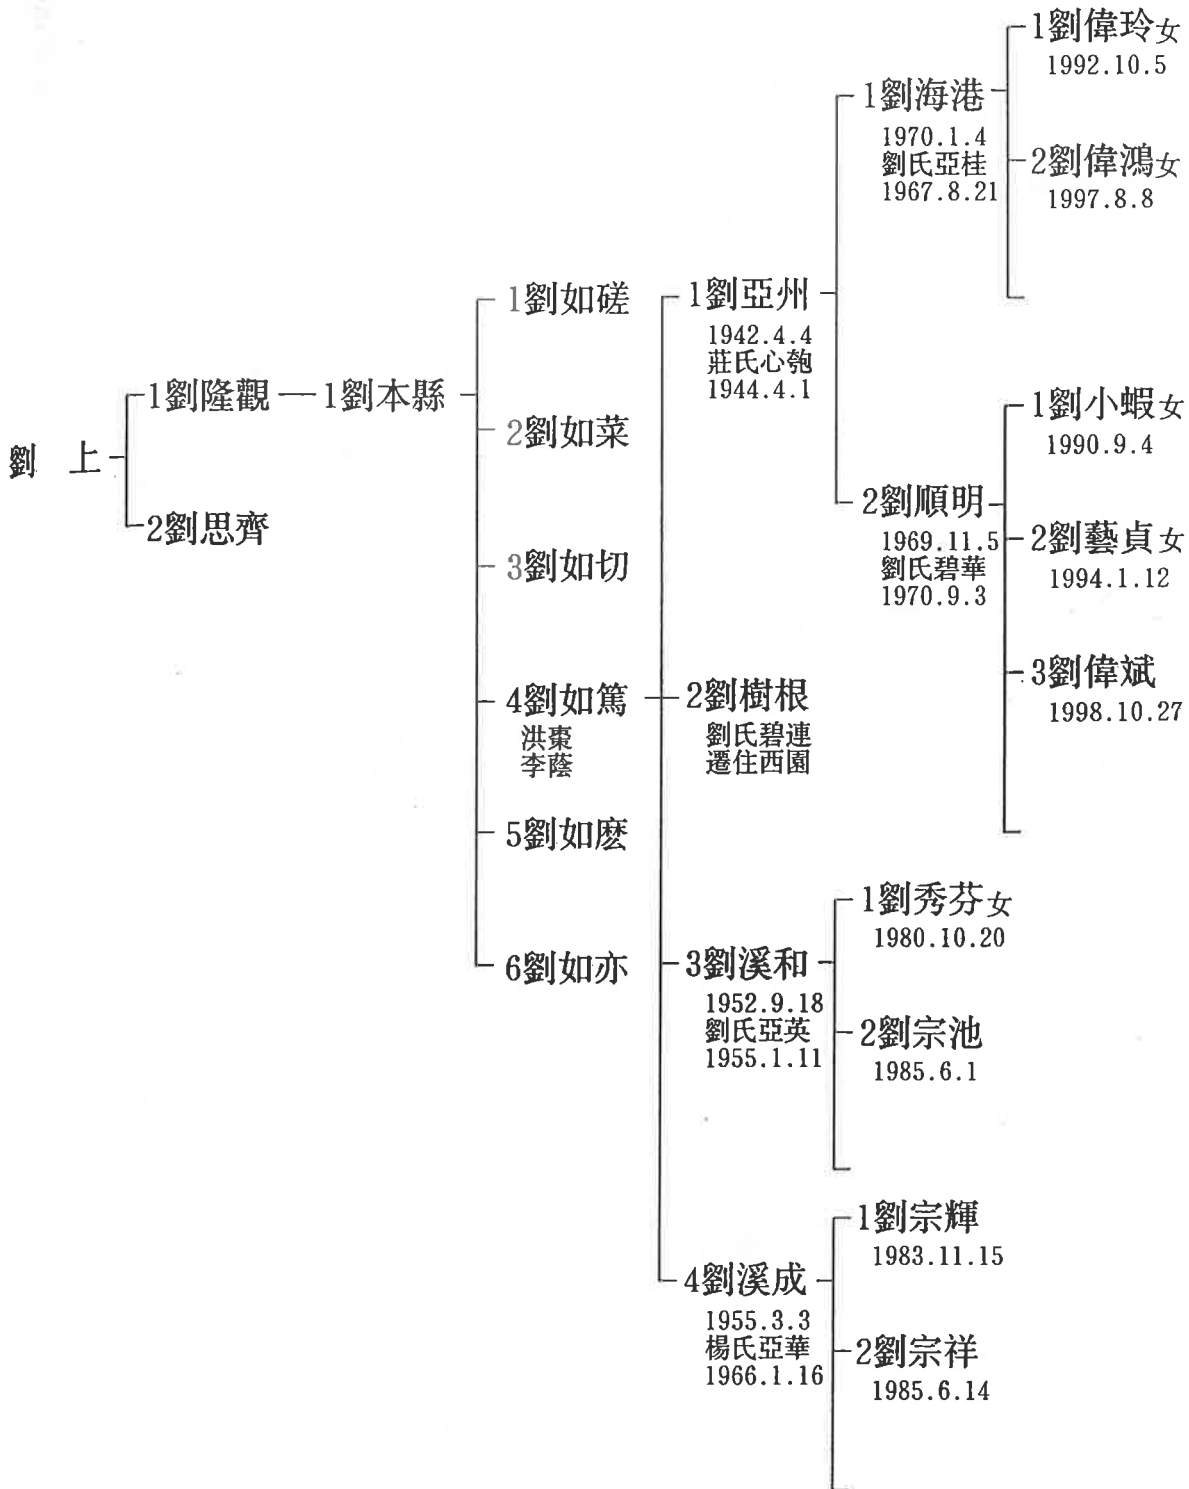 劉　上
1劉隆觀
2劉思齊
1劉本縣
1劉如磋
2劉如菜
3劉如切
4劉如篤
洪棗
李蔭
5劉如麽
6劉如亦
1劉亞州
1942.4.4
莊氏心匏
1944.4.1
2劉樹根
劉氏碧連
遷住西園
3劉溪和
1952.9.18
劉氏亞英
1955.1.11
4劉溪成
1955.3.3
楊氏亞華
1966.1.16
1劉海港
1970.1.4
劉氏亞桂
1967.8.21
2劉順明
1969.11.5
劉氏碧華
1970.9.3
1劉秀芬女
1980.10.20
2劉宗池
1985.6.1
1劉宗輝
1983.11.15
2劉宗祥
1985.6.14
1劉偉玲女
1992.10.5
2劉偉鴻女
1997.8.8
1劉小蝦女
1990.9.4
2劉藝貞女
1994.1.12
3劉偉斌
1998.10.27